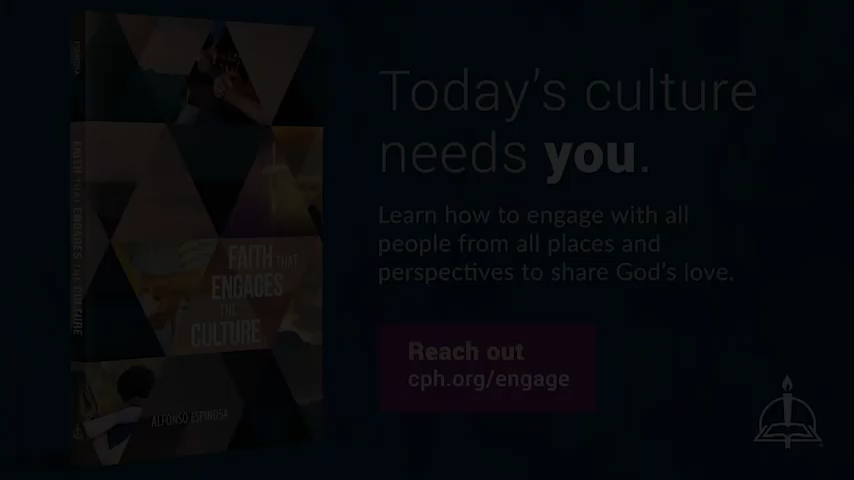 FAITH THAT ENGAGES THE CULTURE
FAITH THAT
ENGAGES
THE
CULTURE
ALFONSO ESPINOSA
Today's culture
needs you.
Learn how to engage with all
people from all places and
perspectives to share God's love.
Reach out
cph.org/engage